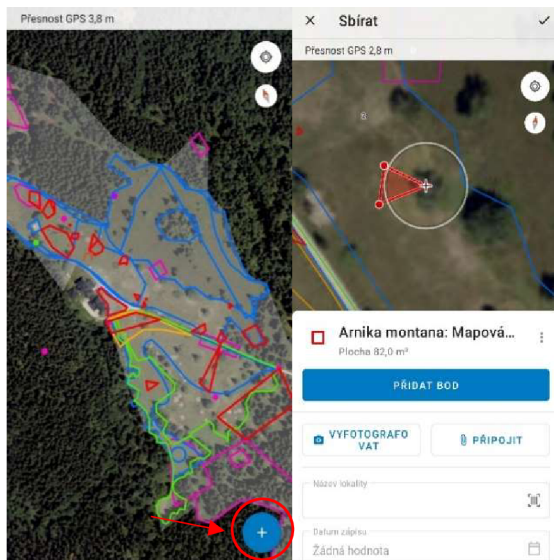 Přesnost GPS 3,8 m
+
× Sbírat ✓
Přesnost GPS 2,8 m
Arnika montana: Mapová...
Plocha 82,0 m²
PŘIDAT BOD
VYFOTOGRAFO
VAT
PŘIPOJIT
Název lokality
Datum zápisu
Žádná hodnota